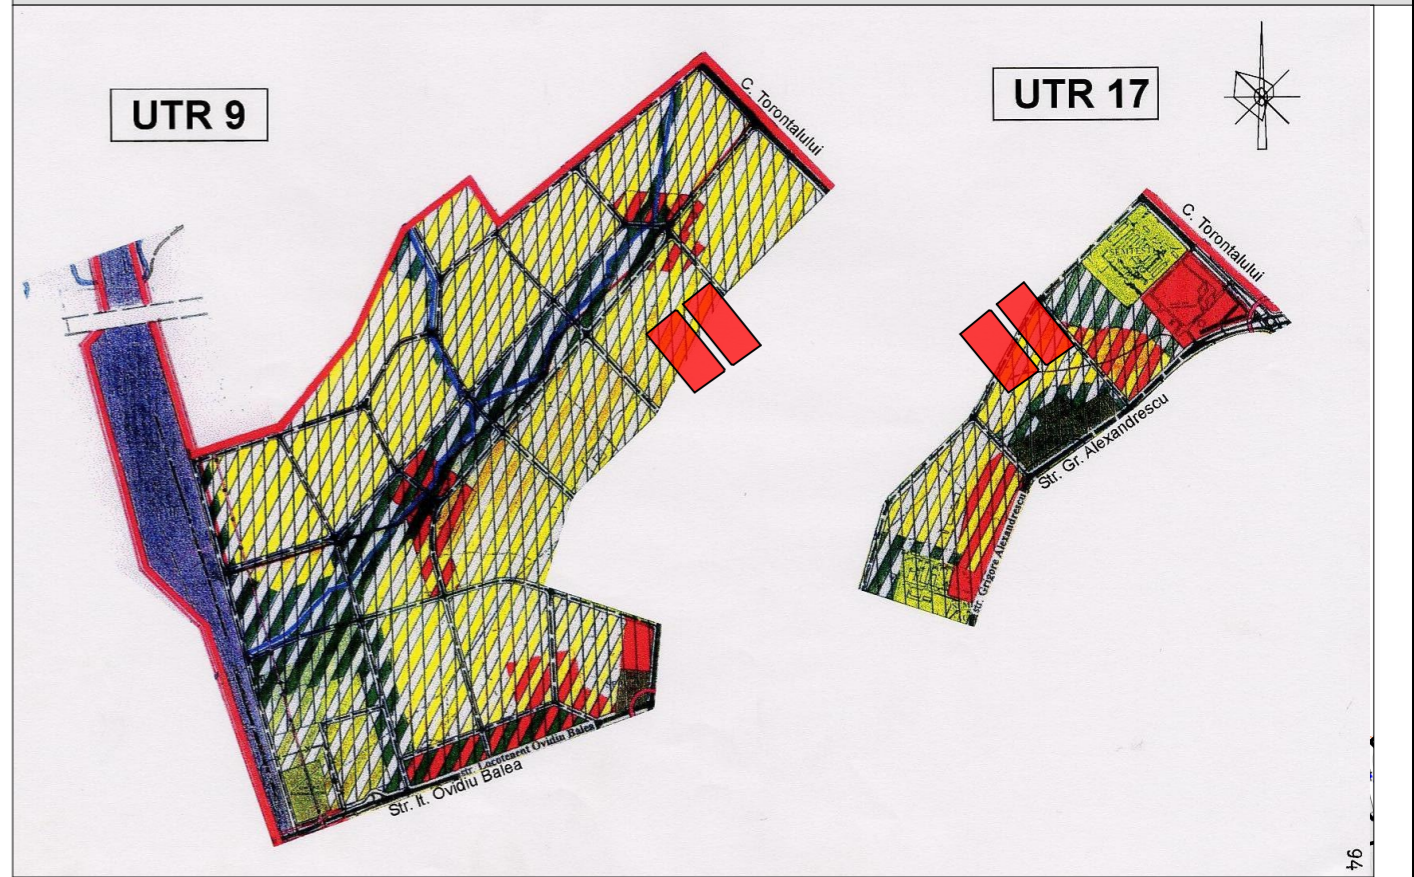 UTR 9
UTR 17
C. Torontalului
C. Torontalului
Str. Gr. Alexandrescu
str. Grigore Alexandrescu
str. Locotenent Ovidiu Balea
Str. lt. Ovidiu Balea
94